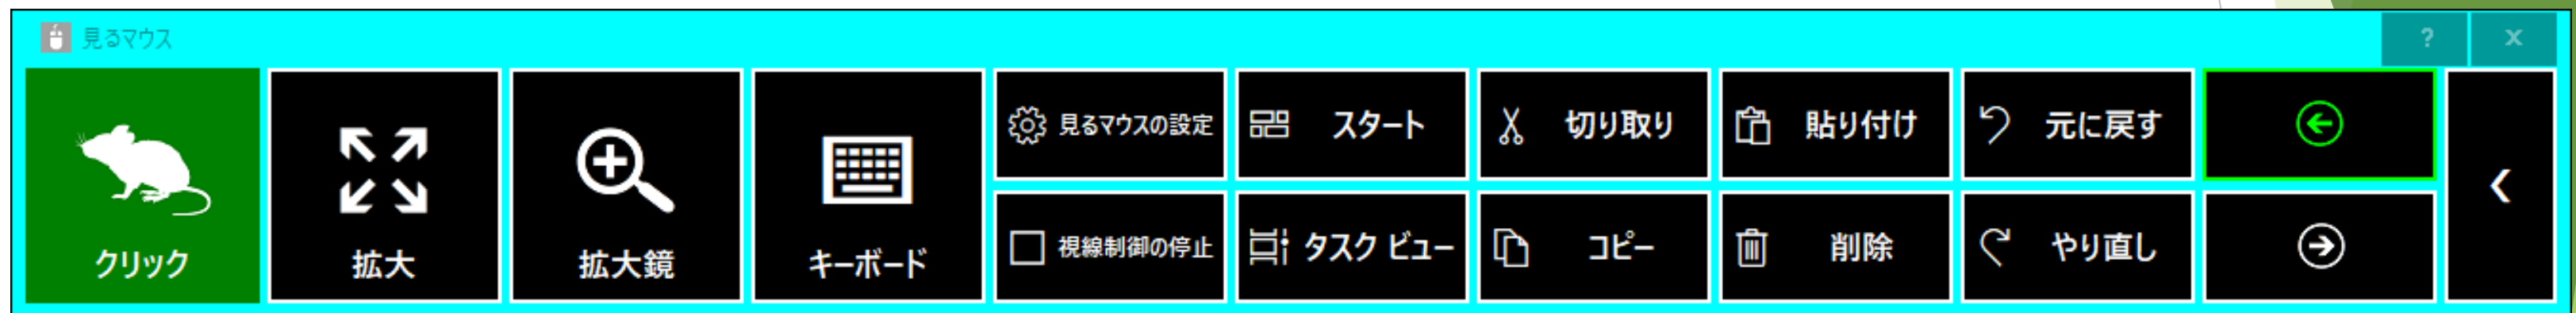 見るマウス
? x
クリック
拡大
拡大鏡
キーボード
見るマウスの設定
視線制御の停止
スタート
タスク ビュー
切り取り
コピー
貼り付け
削除
元に戻す
やり直し